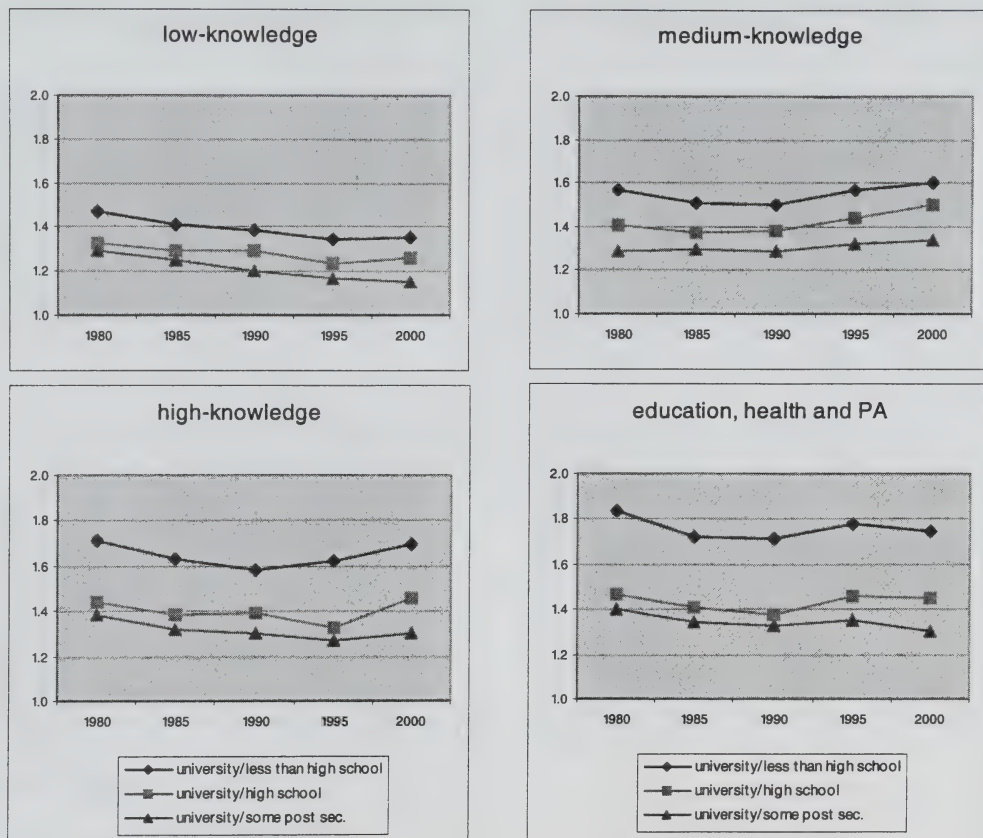 low-knowledge
2.0
1.8
1.6
1.4
1.2
1.0
1980 1985 1990 1995 2000
medium-knowledge
2.0
1.8
1.6
1.4
1.2
1.0
1980 1985 1990 1995 2000
high-knowledge
2.0
1.8
1.6
1.4
1.2
1.0
1980 1985 1990 1995 2000
university/less than high school
university/high school
university/some post sec.
education, health and PA
2.0
1.8
1.6
1.4
1.2
1.0
1980 1985 1990 1995 2000
university/less than high school
university/high school
university/some post sec.